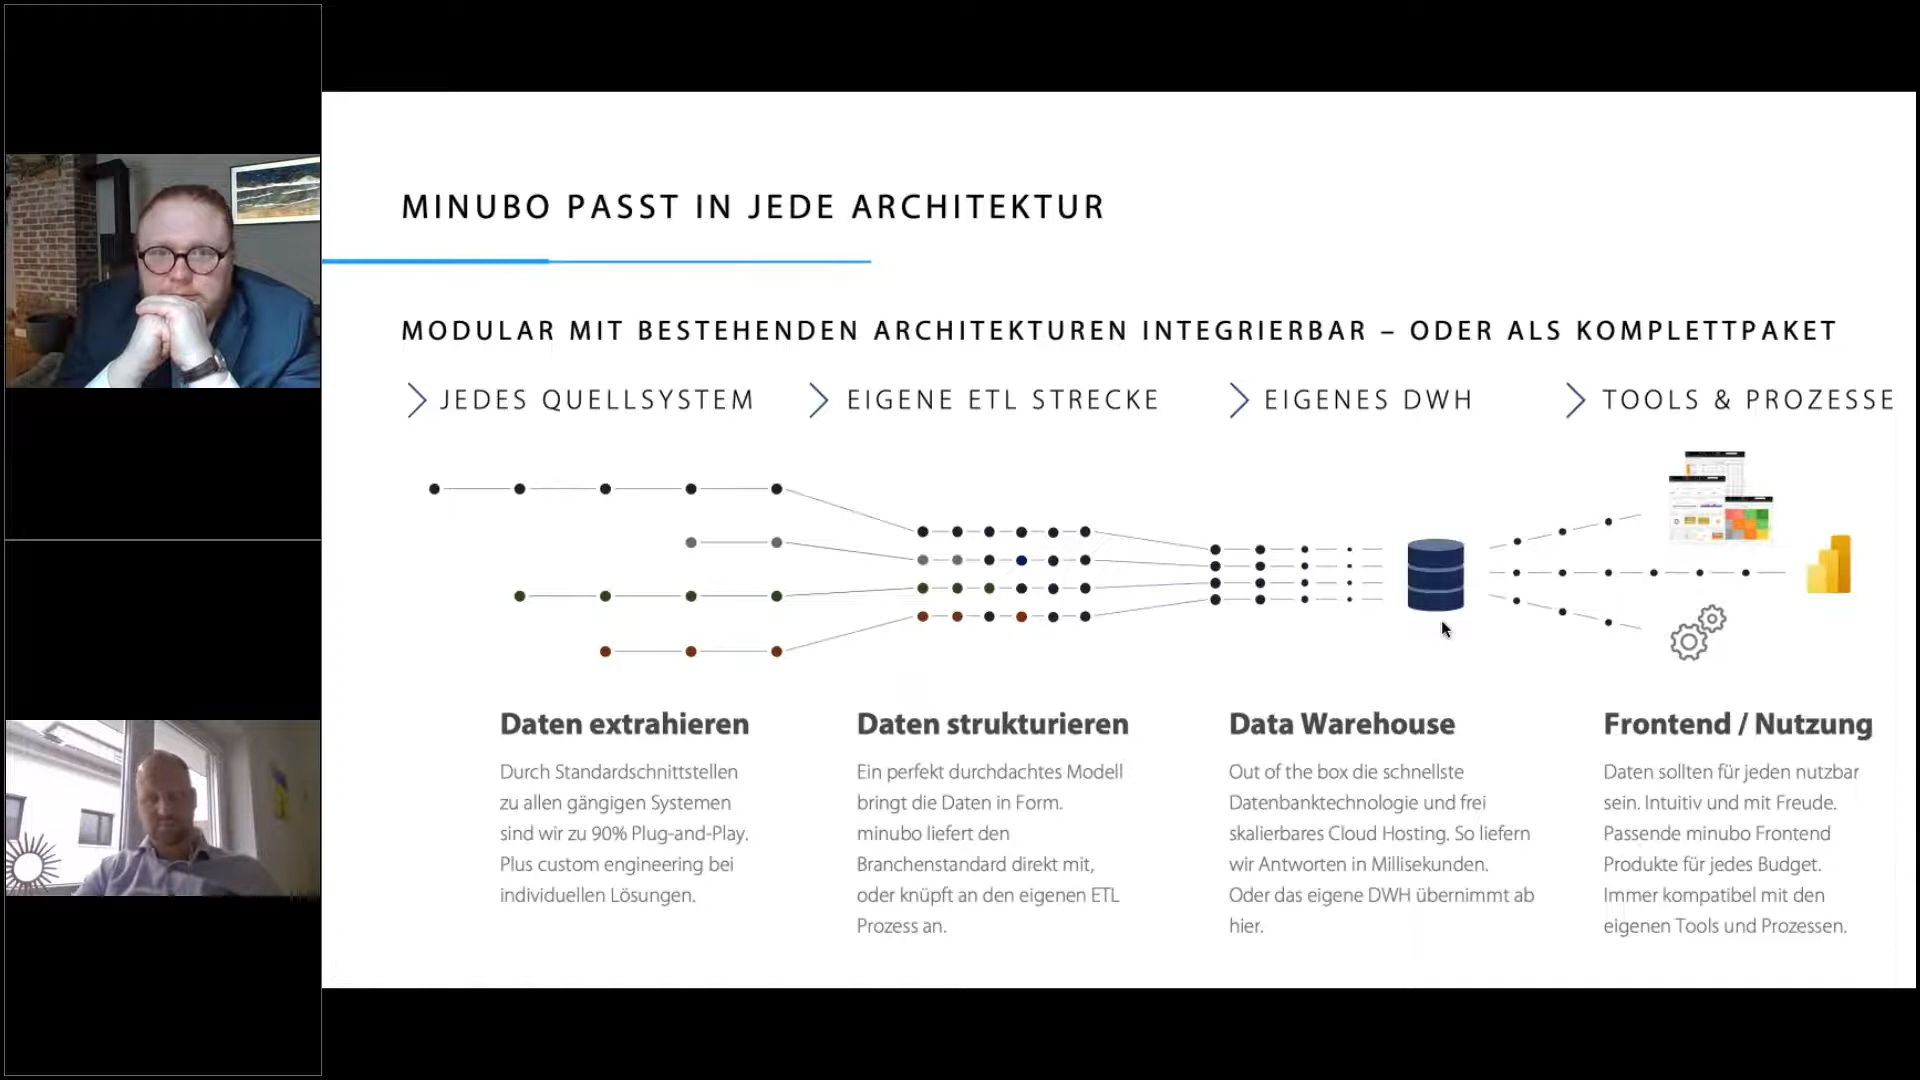 MINUBO PASST IN JEDE ARCHITEKTUR
MODULAR MIT BESTEHENDEN ARCHITEKTUREN INTEGRIERBAR – ODER ALS KOMPLETTPAKET
JEDES QUELLSYSTEM
EIGENE ETL STRECKE
EIGENES DWH
TOOLS & PROZESSE
Daten extrahieren
Durch Standardschnittstellen
zu allen gängigen Systemen
sind wir zu 90% Plug-and-Play.
Plus custom engineering bei
individuellen Lösungen.
Daten strukturieren
Ein perfekt durchdachtes Modell
bringt die Daten in Form.
minubo liefert den
Branchenstandard direkt mit,
oder knüpft an den eigenen ETL
Prozess an.
Data Warehouse
Out of the box die schnellste
Datenbanktechnologie und frei
skalierbares Cloud Hosting. So liefern
wir Antworten in Millisekunden.
Oder das eigene DWH übernimmt ab
hier.
Frontend / Nutzung
Daten sollten für jeden nutzbar
sein. Intuitiv und mit Freude.
Passende minubo Frontend
Produkte für jedes Budget.
Immer kompatibel mit den
eigenen Tools und Prozessen.